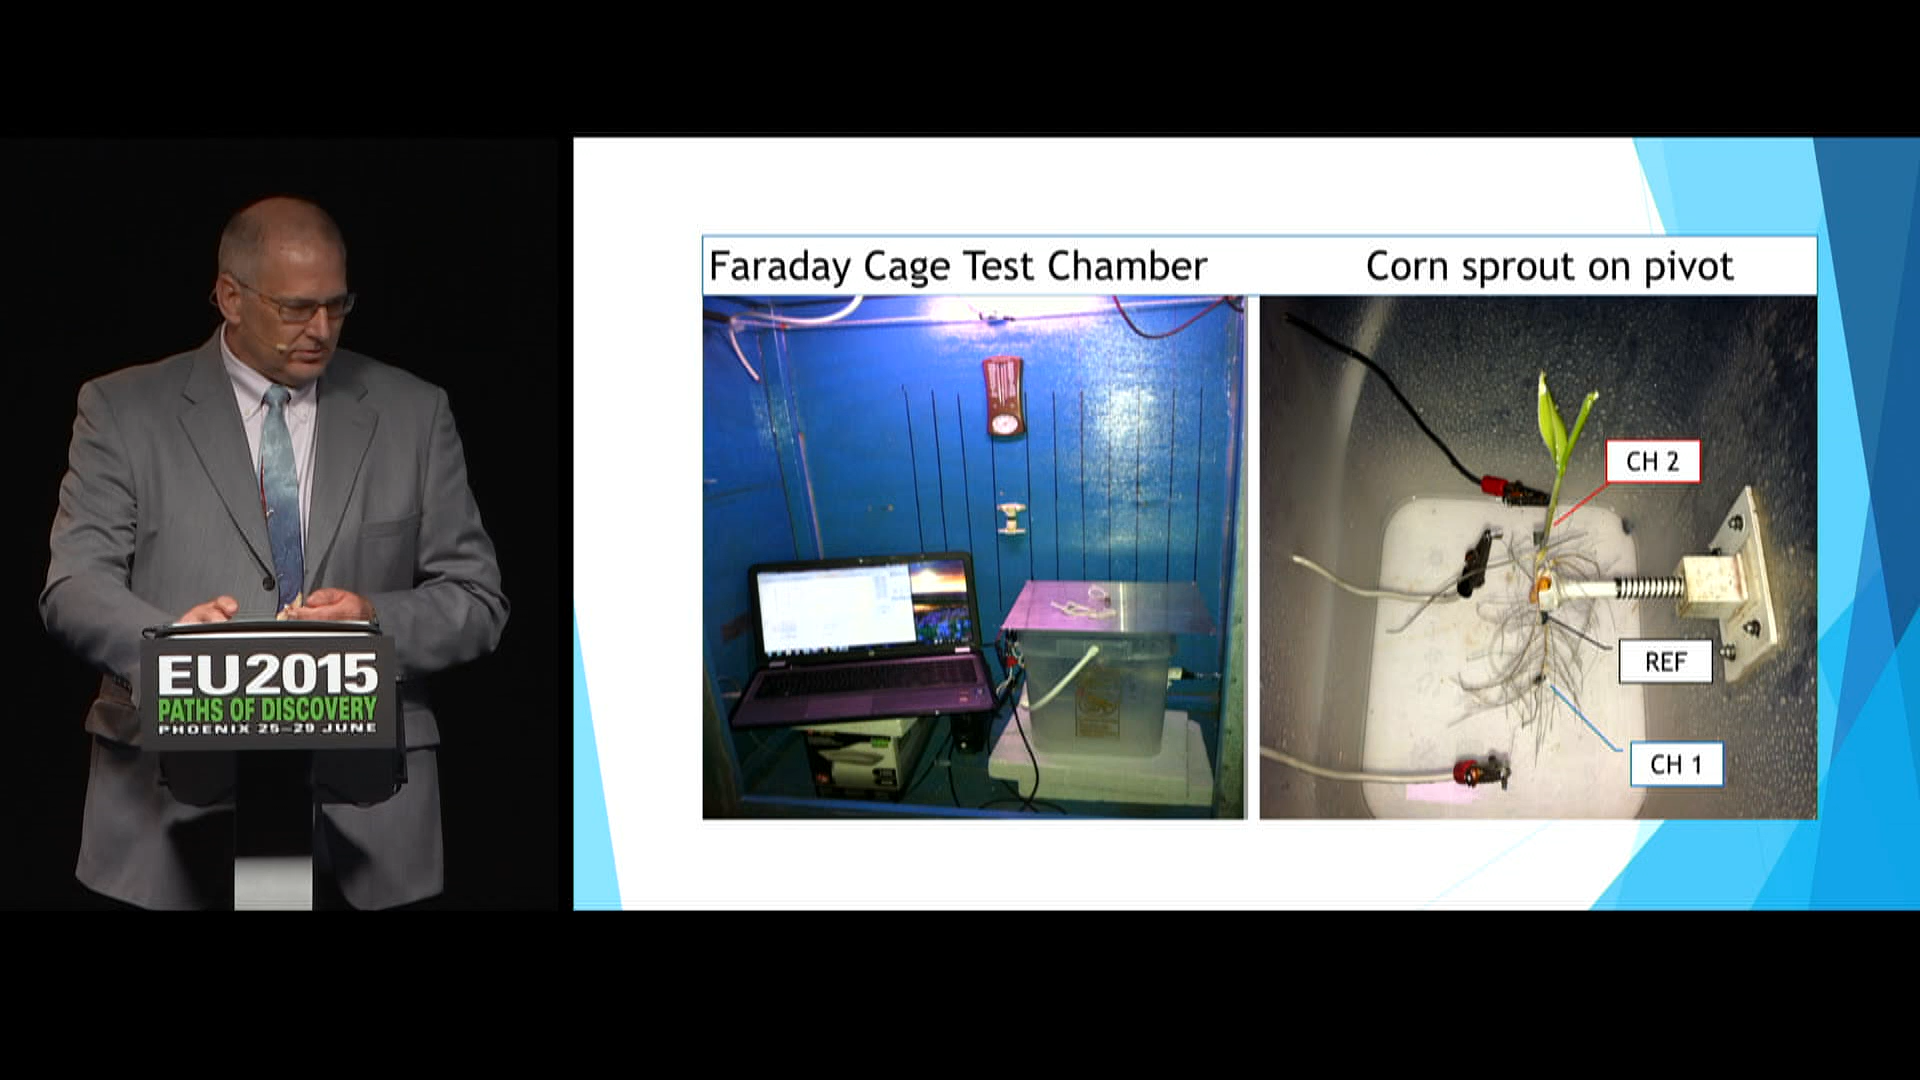 Faraday Cage Test Chamber
Corn sprout on pivot
CH 2
REF
CH 1
EU2015
PATHS OF DISCOVERY
PHOENIX 25–29 JUNE